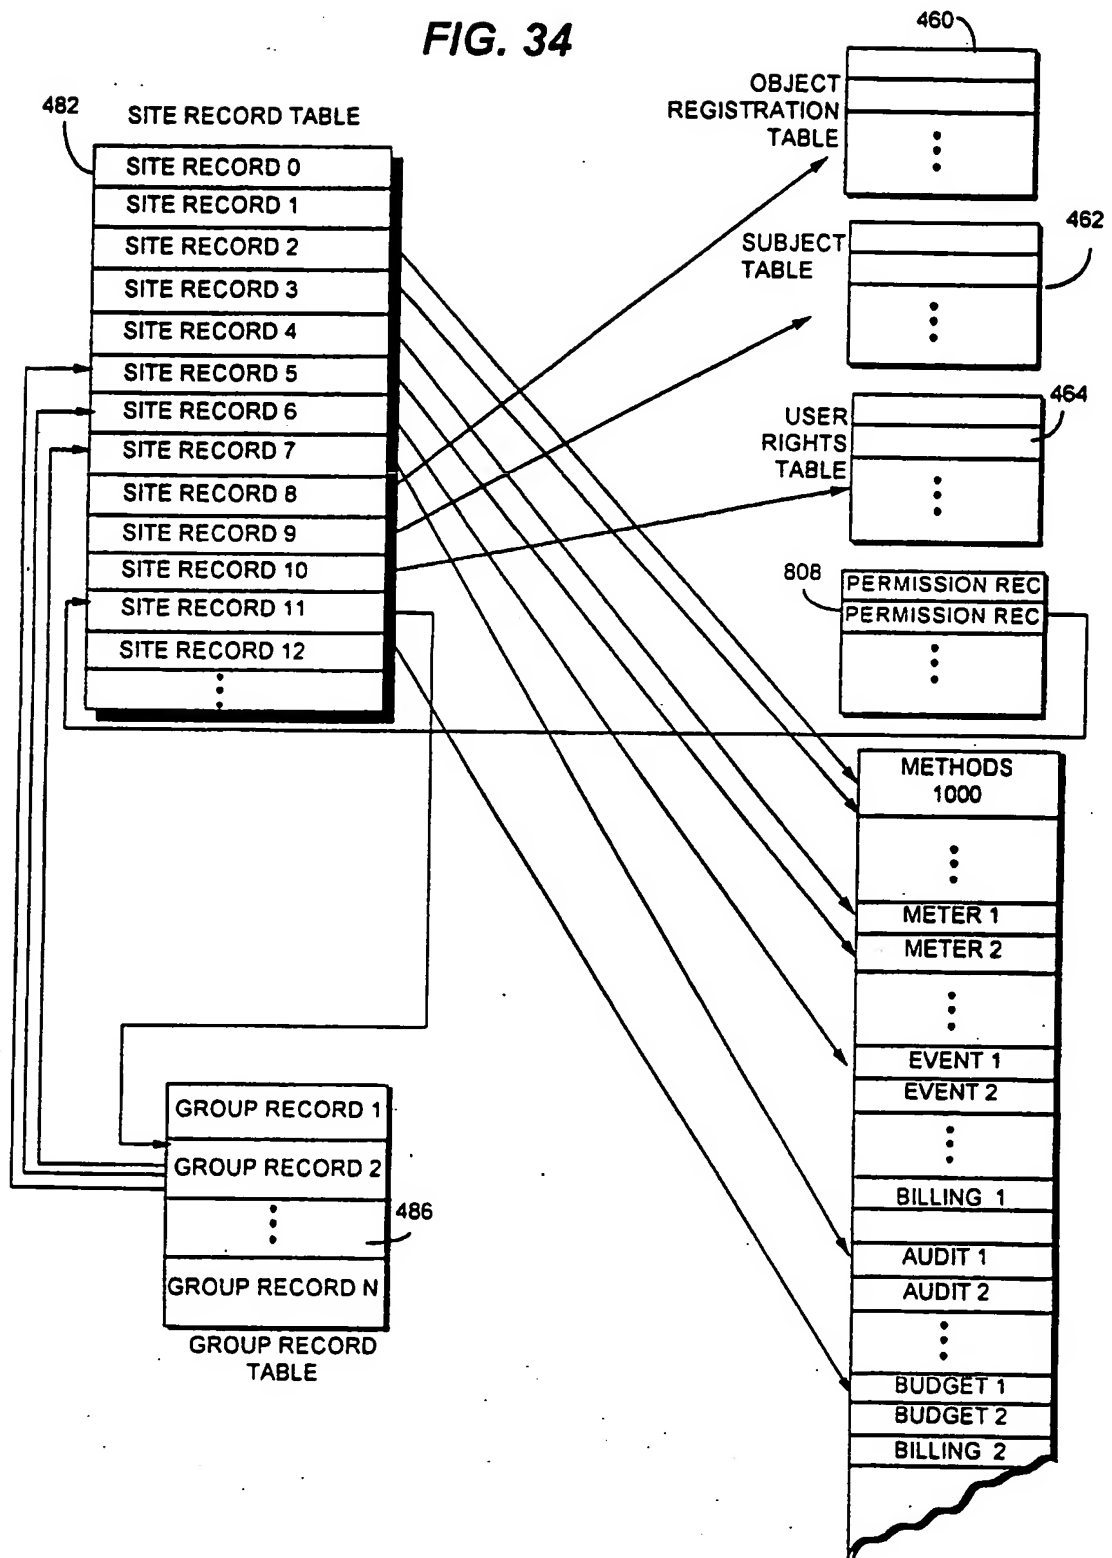 FIG. 34
482
SITE RECORD TABLE
SITE RECORD 0
SITE RECORD 1
SITE RECORD 2
SITE RECORD 3
SITE RECORD 4
SITE RECORD 5
SITE RECORD 6
SITE RECORD 7
SITE RECORD 8
SITE RECORD 9
SITE RECORD 10
SITE RECORD 11
SITE RECORD 12
460
OBJECT
REGISTRATION
TABLE
SUBJECT
TABLE
462
USER
RIGHTS
TABLE
464
808
PERMISSION REC
PERMISSION REC
METHODS
1000
METER 1
METER 2
EVENT 1
EVENT 2
BILLING 1
AUDIT 1
AUDIT 2
BUDGET 1
BUDGET 2
BILLING 2
GROUP RECORD 1
GROUP RECORD 2
486
GROUP RECORD N
GROUP RECORD
TABLE